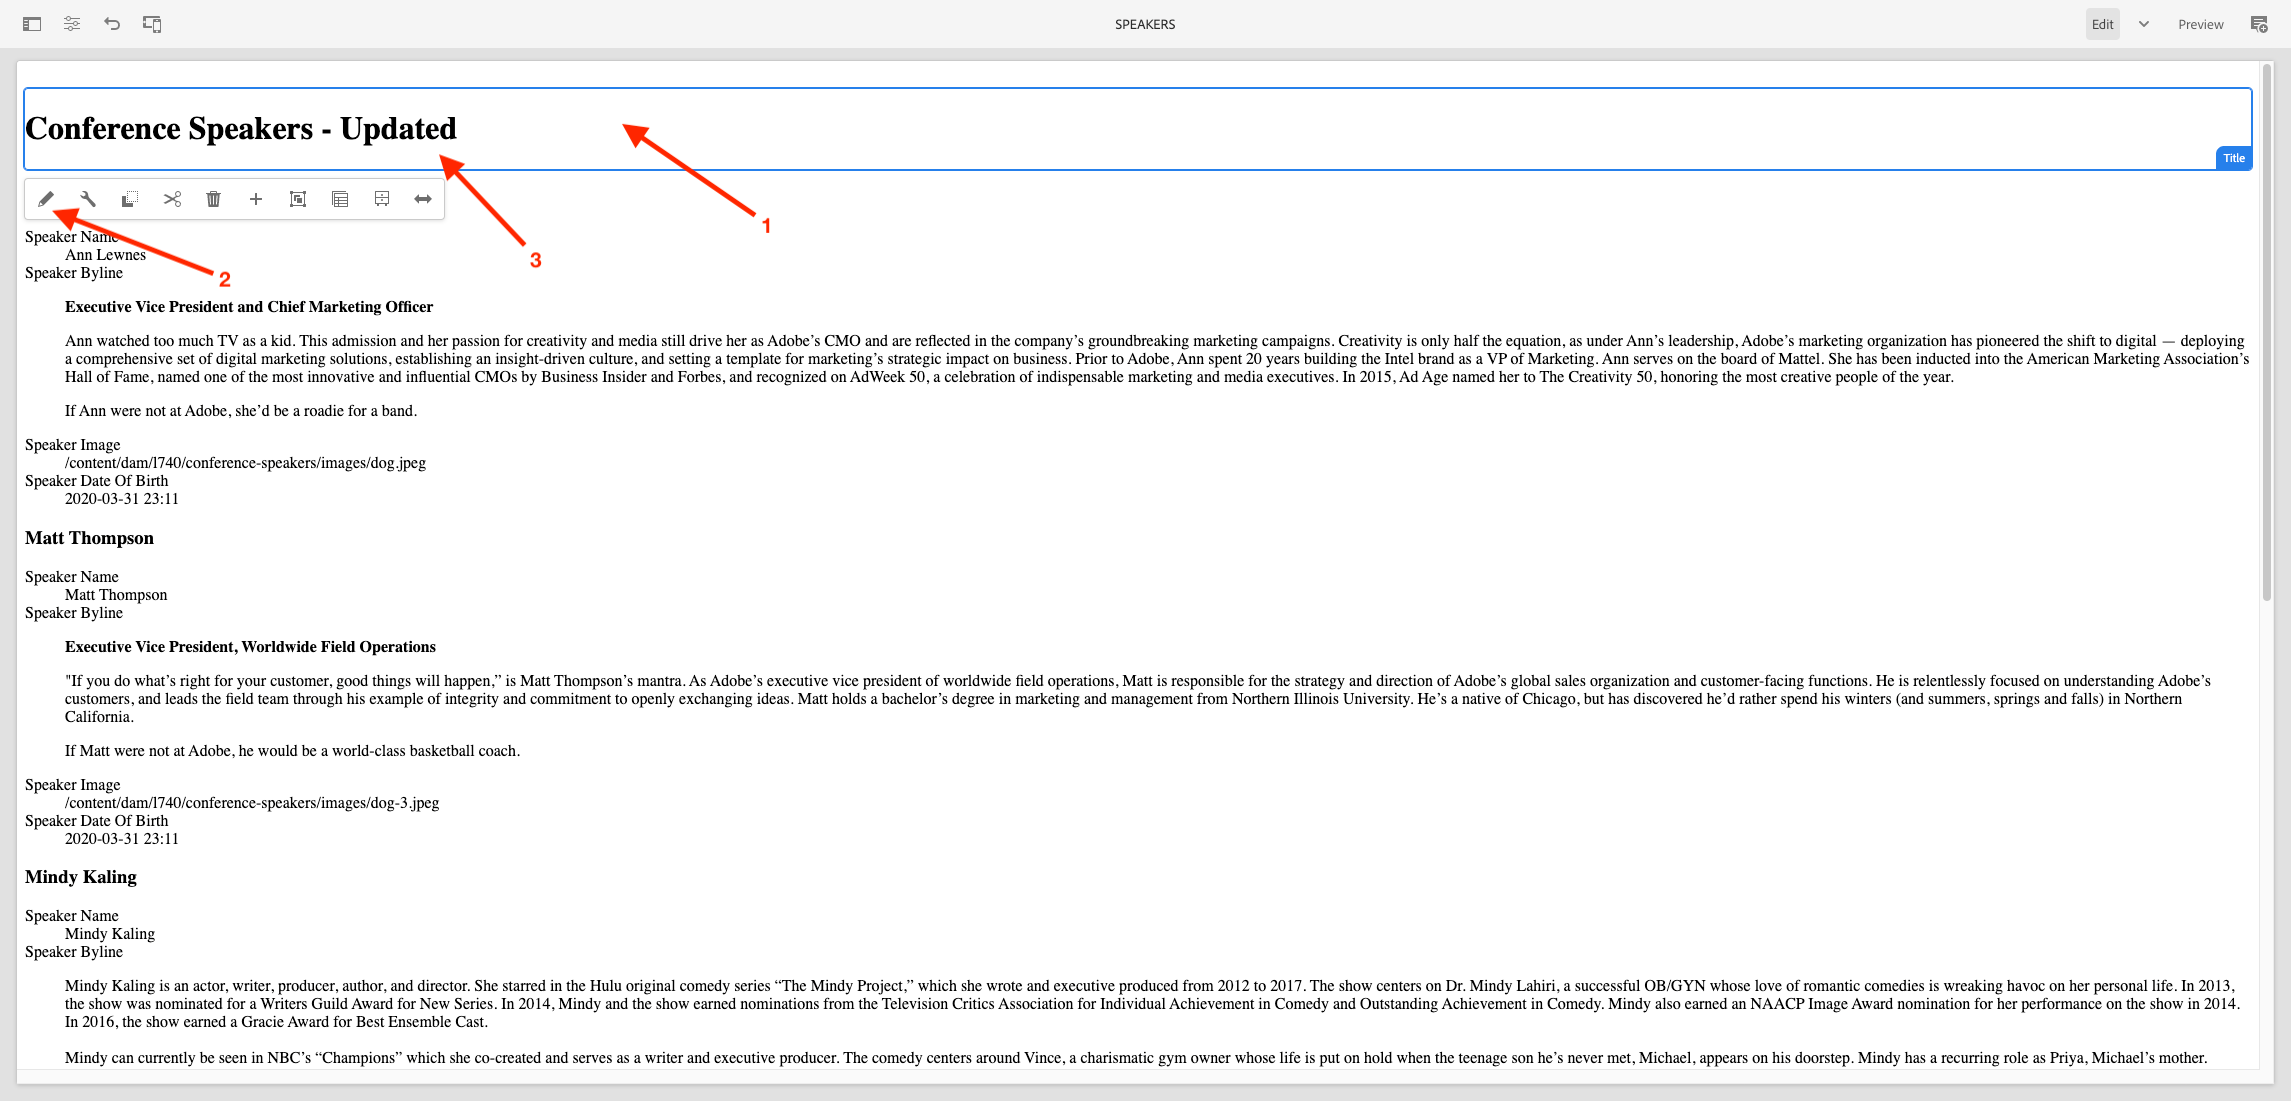 SPEAKERS
Edit
Preview
Conference Speakers - Updated
Title
1
3
2
Speaker Name
Ann Lewnes
Speaker Byline
Executive Vice President and Chief Marketing Officer
Ann watched too much TV as a kid. This admission and her passion for creativity and media still drive her as Adobe’s CMO and are reflected in the company’s groundbreaking marketing campaigns. Creativity is only half the equation, as under Ann’s leadership, Adobe’s marketing organization has pioneered the shift to digital — deploying
a comprehensive set of digital marketing solutions, establishing an insight-driven culture, and setting a template for marketing’s strategic impact on business. Prior to Adobe, Ann spent 20 years building the Intel brand as a VP of Marketing. Ann serves on the board of Mattel. She has been inducted into the American Marketing Association’s
Hall of Fame, named one of the most innovative and influential CMOs by Business Insider and Forbes, and recognized on AdWeek 50, a celebration of indispensable marketing and media executives. In 2015, Ad Age named her to The Creativity 50, honoring the most creative people of the year.
If Ann were not at Adobe, she’d be a roadie for a band.
Speaker Image
/content/dam/l740/conference-speakers/images/dog.jpeg
Speaker Date Of Birth
2020-03-31 23:11
Matt Thompson
Speaker Name
Matt Thompson
Speaker Byline
Executive Vice President, Worldwide Field Operations
"If you do what’s right for your customer, good things will happen,” is Matt Thompson’s mantra. As Adobe’s executive vice president of worldwide field operations, Matt is responsible for the strategy and direction of Adobe’s global sales organization and customer-facing functions. He is relentlessly focused on understanding Adobe’s
customers, and leads the field team through his example of integrity and commitment to openly exchanging ideas. Matt holds a bachelor’s degree in marketing and management from Northern Illinois University. He’s a native of Chicago, but has discovered he’d rather spend his winters (and summers, springs and falls) in Northern
California.
If Matt were not at Adobe, he would be a world-class basketball coach.
Speaker Image
/content/dam/l740/conference-speakers/images/dog-3.jpeg
Speaker Date Of Birth
2020-03-31 23:11
Mindy Kaling
Speaker Name
Mindy Kaling
Speaker Byline
Mindy Kaling is an actor, writer, producer, author, and director. She starred in the Hulu original comedy series “The Mindy Project,” which she wrote and executive produced from 2012 to 2017. The show centers on Dr. Mindy Lahiri, a successful OB/GYN whose love of romantic comedies is wreaking havoc on her personal life. In 2013,
the show was nominated for a Writers Guild Award for New Series. In 2014, Mindy and the show earned nominations from the Television Critics Association for Individual Achievement in Comedy and Outstanding Achievement in Comedy. Mindy also earned an NAACP Image Award nomination for her performance on the show in 2014.
In 2016, the show earned a Gracie Award for Best Ensemble Cast.
Mindy can currently be seen in NBC’s “Champions” which she co-created and serves as a writer and executive producer. The comedy centers around Vince, a charismatic gym owner whose life is put on hold when the teenage son he’s never met, Michael, appears on his doorstep. Mindy has a recurring role as Priya, Michael’s mother.